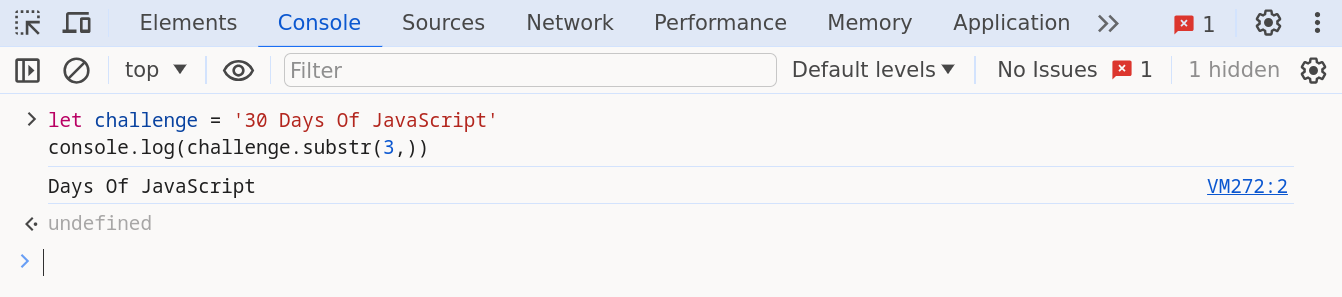 Elements Console Sources Network Performance Memory Application 1
top Filter Default levels No Issues 1 1 hidden
let challenge = '30 Days Of JavaScript'
console.log(challenge.substr(3,))
Days Of JavaScript VM272:2
undefined